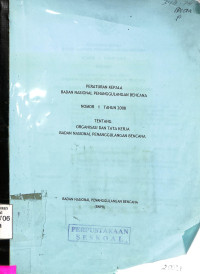 PERATURAN KEPALA
BADAN NASIONAL PENANGGULANGAN BENCANA
NOMOR 1 TAHUN 2008
TENTANG
ORGANISASI DAN TATA KERJA
BADAN NASIONAL PENANGGULANGAN BENCANA
BADAN NASIONAL PENANGGULANGAN BENCANA
(BNPB)
PERPUSTAKAAN